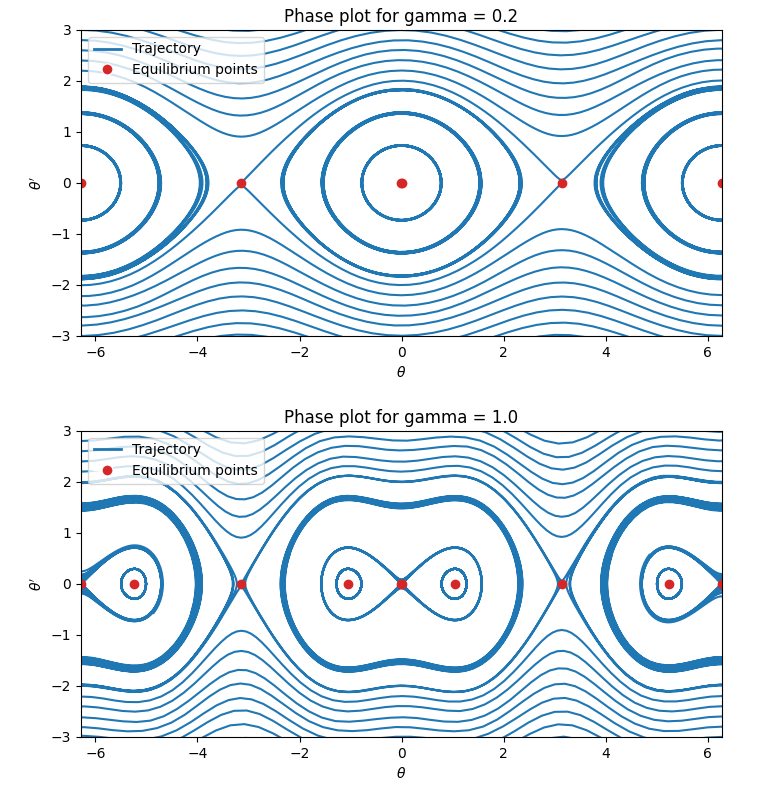 Phase plot for gamma = 0.2
3
2
1
0
−1
−2
−3
θ′
Trajectory
Equilibrium points
−6 −4 −2 0 2 4 6
θ
Phase plot for gamma = 1.0
3
2
1
0
−1
−2
−3
θ′
Trajectory
Equilibrium points
−6 −4 −2 0 2 4 6
θ